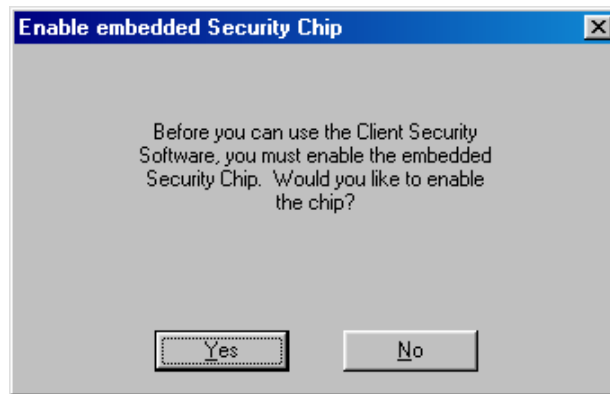 Enable embedded Security Chip
Before you can use the Client Security
Software, you must enable the embedded
Security Chip.  Would you like to enable
the chip?
Yes
No